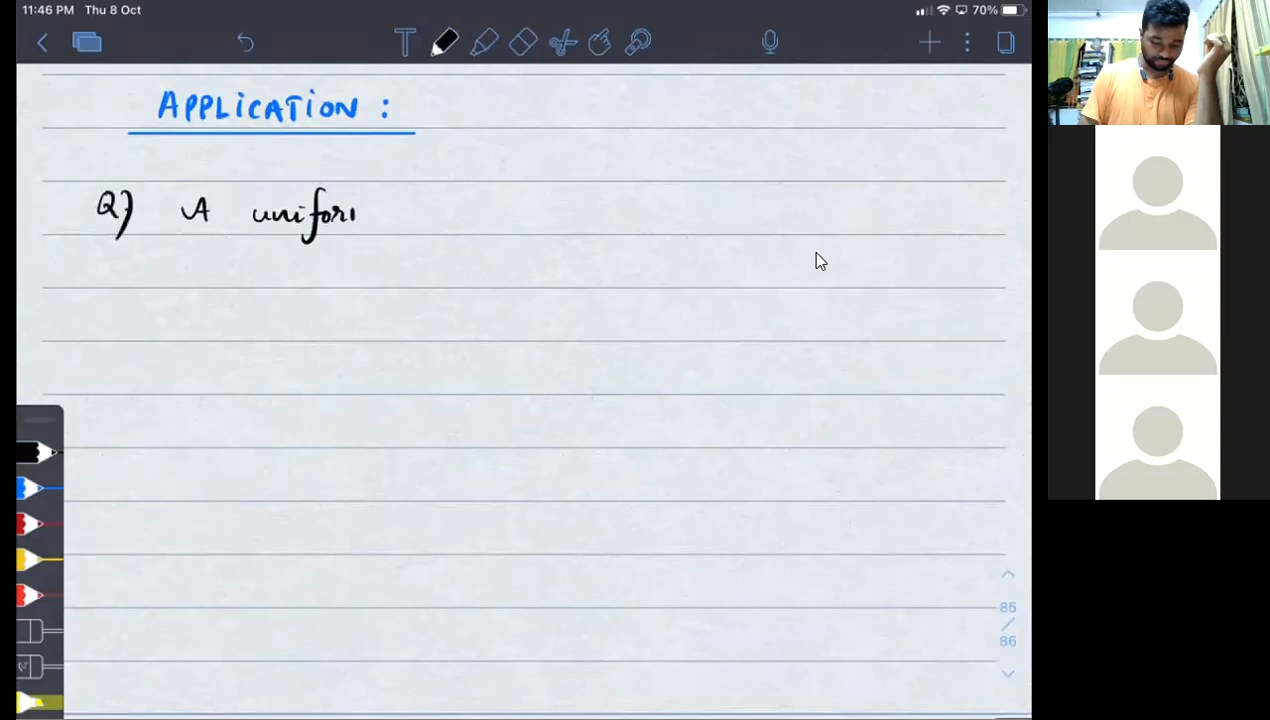 11:46 PM Thu 8 Oct
70%
APPLICATION :
Q) A unifor
85
/
86